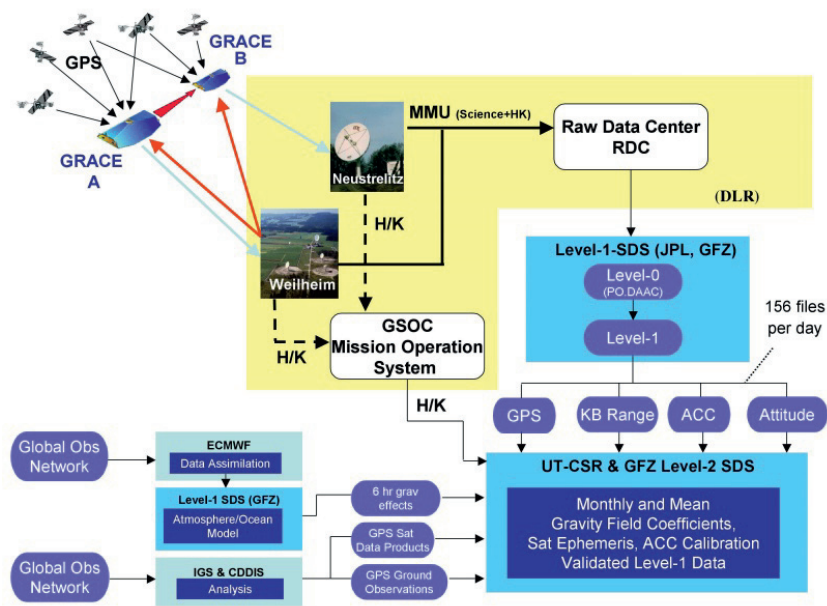 GRACE
B
GPS
GRACE
A
MMU (Science+HK)
Raw Data Center
RDC
Neustrelitz
(DLR)
H/K
Weilheim
Level-1-SDS (JPL, GFZ)
Level-0
(PO.DAAC)
Level-1
156 files
per day
GSOC
Mission Operation
System
H/K
H/K
GPS
KB Range
ACC
Attitude
Global Obs
Network
ECMWF
Data Assimilation
Level-1 SDS (GFZ)
Atmosphere/Ocean
Model
6 hr grav
effects
UT-CSR & GFZ Level-2 SDS
Monthly and Mean
Gravity Field Coefficients,
Sat Ephemeris, ACC Calibration
Validated Level-1 Data
GPS Sat
Data Products
Global Obs
Network
IGS & CDDIS
Analysis
GPS Ground
Observations